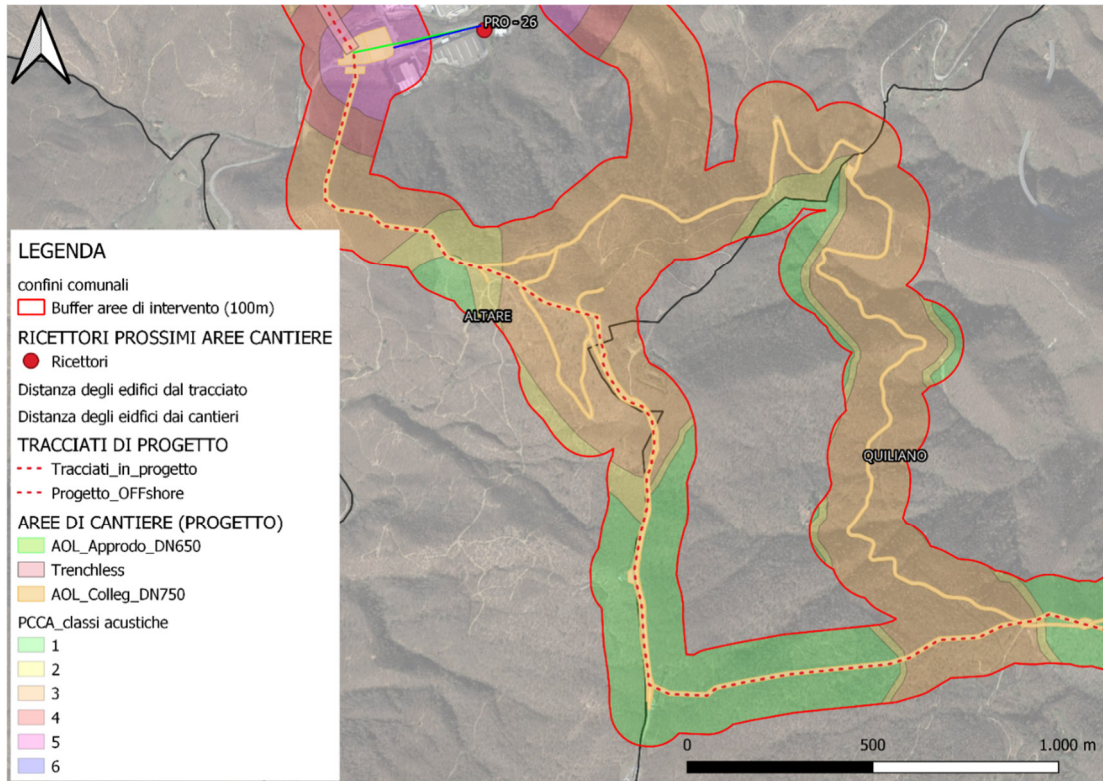 PRO - 26
ALTARE
QUILIANO
LEGENDA
confini comunali
Buffer aree di intervento (100m)
RICETTORI PROSSIMI AREE CANTIERE
Ricettori
Distanza degli edifici dal tracciato
Distanza degli eidifici dai cantieri
TRACCIATI DI PROGETTO
Tracciati_in_progetto
Progetto_OFFshore
AREE DI CANTIERE (PROGETTO)
AOL_Approdo_DN650
Trenchless
AOL_Colleg_DN750
PCCA_classi acustiche
1
2
3
4
5
6
0 500 1.000 m